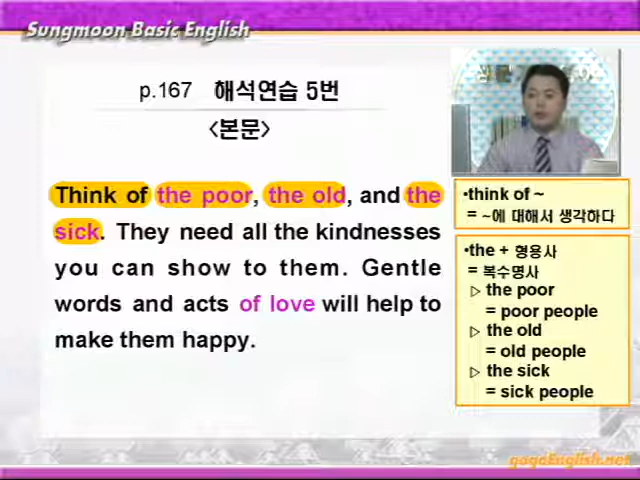 Sungmoon Basic English
p.167 해석연습 5번
<본문>
Think of the poor, the old, and the
sick. They need all the kindnesses
you can show to them. Gentle
words and acts of love will help to
make them happy.
•think of ~
= ~에 대해서 생각하다
•the + 형용사
= 복수명사
▷ the poor
= poor people
▷ the old
= old people
▷ the sick
= sick people
gogoEnglish.net